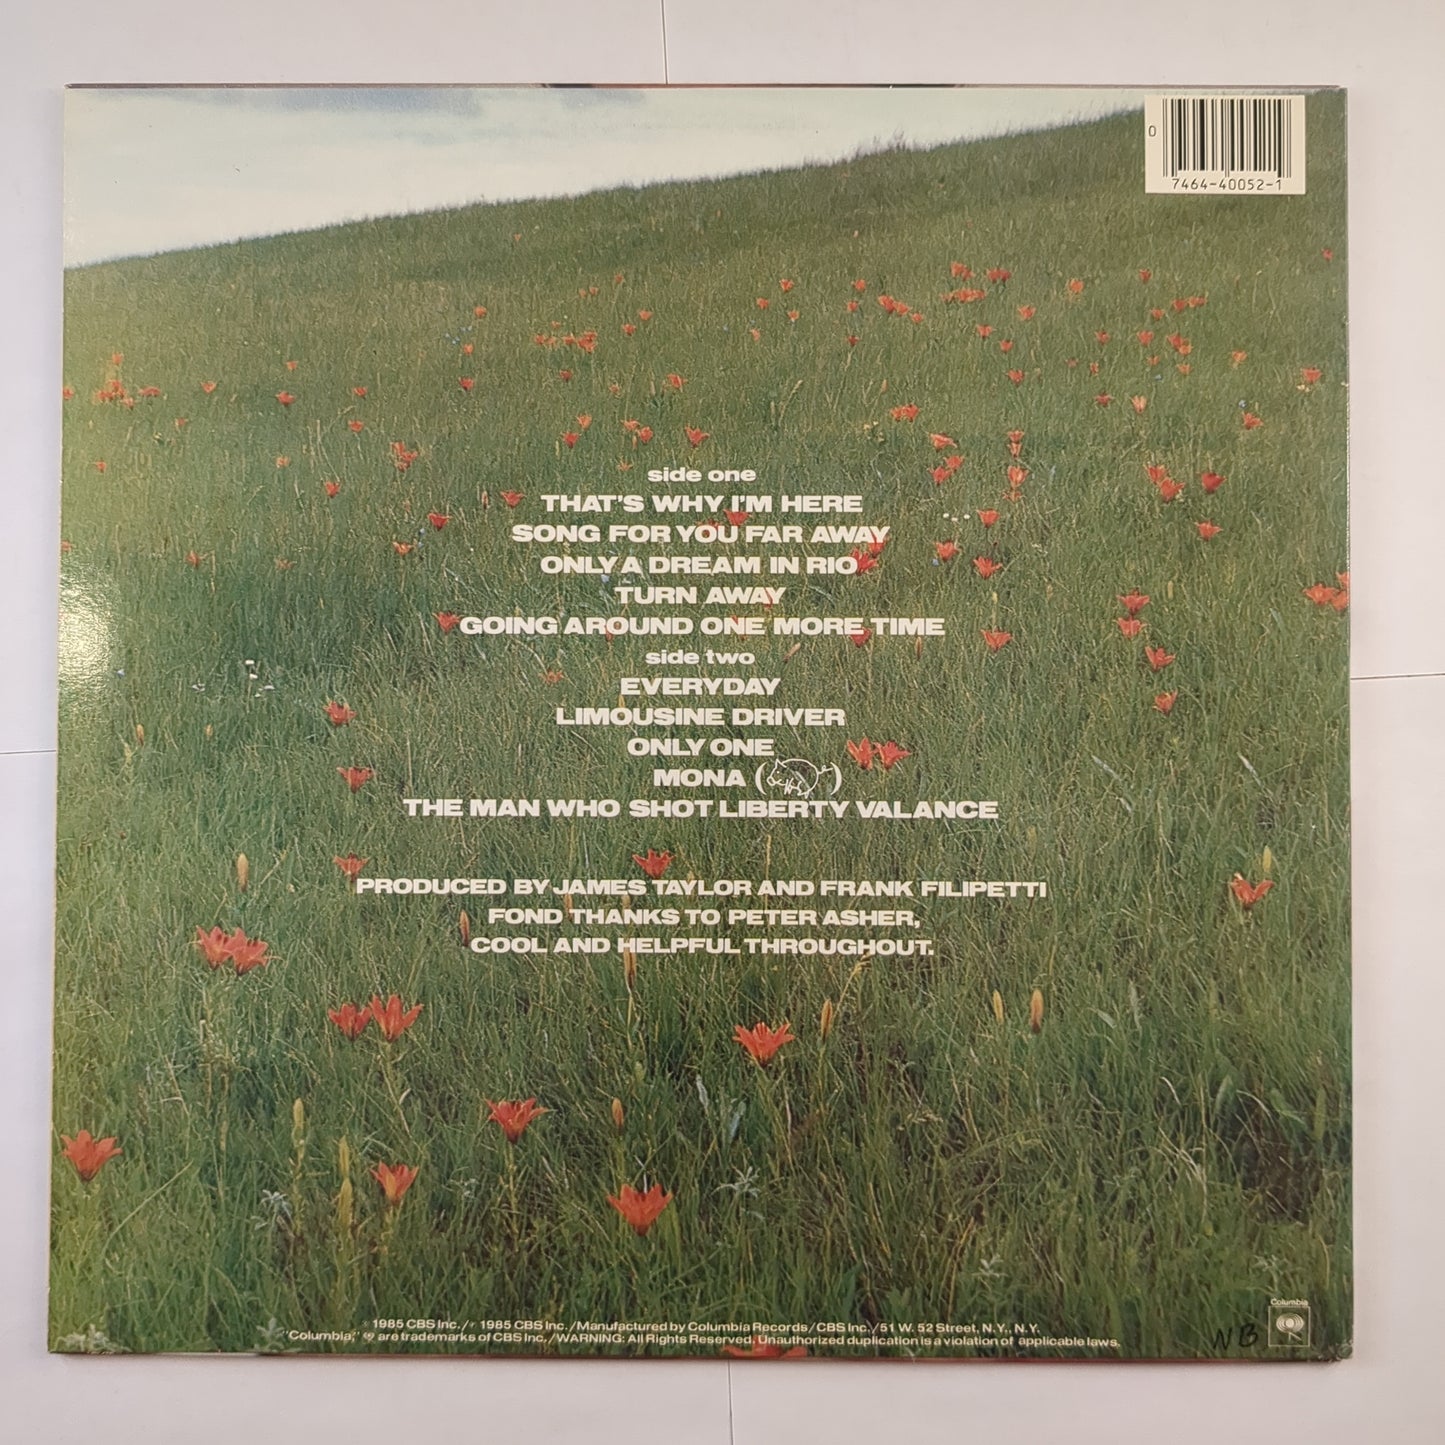 0
7464-40052-1
side one
THAT'S WHY I'M HERE
SONG FOR YOU FAR AWAY
ONLY A DREAM IN RIO
TURN AWAY
GOING AROUND ONE MORE TIME
side two
EVERYDAY
LIMOUSINE DRIVER
ONLY ONE
MONA ( )
THE MAN WHO SHOT LIBERTY VALANCE
PRODUCED BY JAMES TAYLOR AND FRANK FILIPETTI
FOND THANKS TO PETER ASHER,
COOL AND HELPFUL THROUGHOUT.
© 1985 CBS Inc./℗ 1985 CBS Inc./Manufactured by Columbia Records/CBS Inc./51 W. 52 Street, N.Y., N.Y.
"Columbia," are trademarks of CBS Inc./WARNING: All Rights Reserved. Unauthorized duplication is a violation of applicable laws.
Columbia
NB